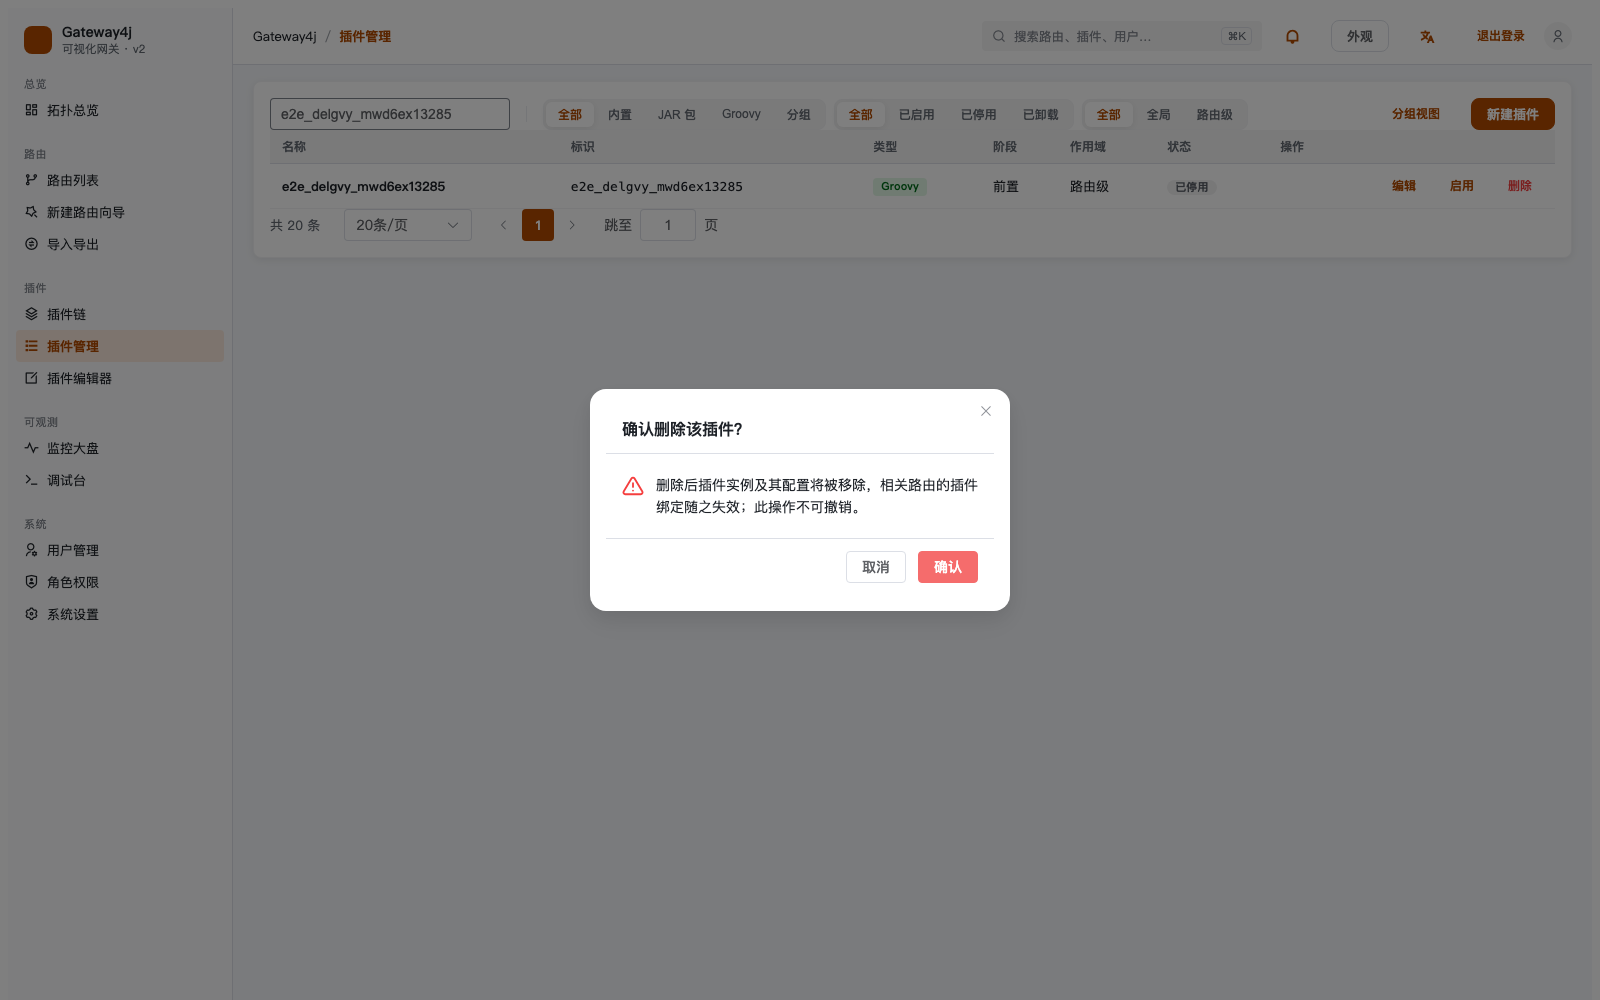 Gateway4j
可视化网关 · v2
总览
拓扑总览
路由
路由列表
新建路由向导
导入导出
插件
插件链
插件管理
插件编辑器
可观测
监控大盘
调试台
系统
用户管理
角色权限
系统设置
Gateway4j / 插件管理
搜索路由、插件、用户... ⌘K
外观
退出登录
e2e_delgvy_mwd6ex13285
全部 内置 JAR 包 Groovy 分组
全部 已启用 已停用 已卸载
全部 全局 路由级
分组视图
新建插件
名称 标识 类型 阶段 作用域 状态 操作
e2e_delgvy_mwd6ex13285 e2e_delgvy_mwd6ex13285 Groovy 前置 路由级 已停用 编辑 启用 删除
共 20 条 20条/页 1 跳至 1 页
确认删除该插件?
删除后插件实例及其配置将被移除，相关路由的插件
绑定随之失效；此操作不可撤销。
取消 确认